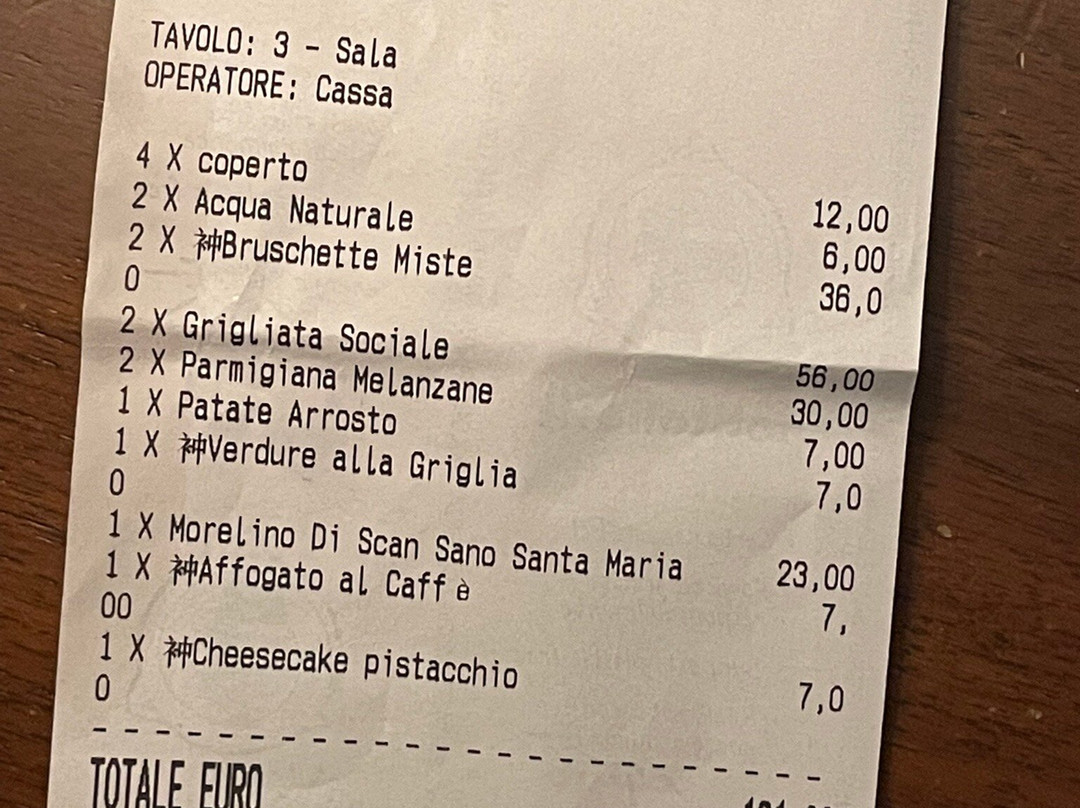 TAVOLO: 3 - Sala
OPERATORE: Cassa
4 X coperto 12,00
2 X Acqua Naturale 6,00
2 X 神Bruschette Miste 36,0
0
2 X Grigliata Sociale 56,00
2 X Parmigiana Melanzane 30,00
1 X Patate Arrosto 7,00
1 X 神Verdure alla Griglia 7,0
0
1 X Morelino Di Scan Sano Santa Maria 23,00
1 X 神Affogato al Caffè 7,
00
1 X 神Cheesecake pistacchio 7,0
0
TOTALE EURO